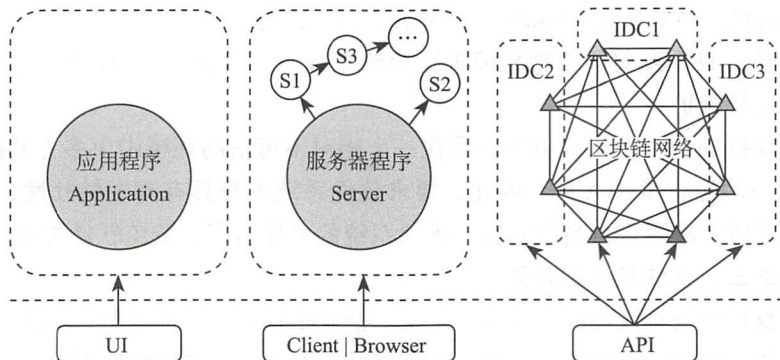 IDC1
IDC2
IDC3
S1
S3
…
S2
应用程序
Application
服务器程序
Server
区块链网络
UI
Client | Browser
API